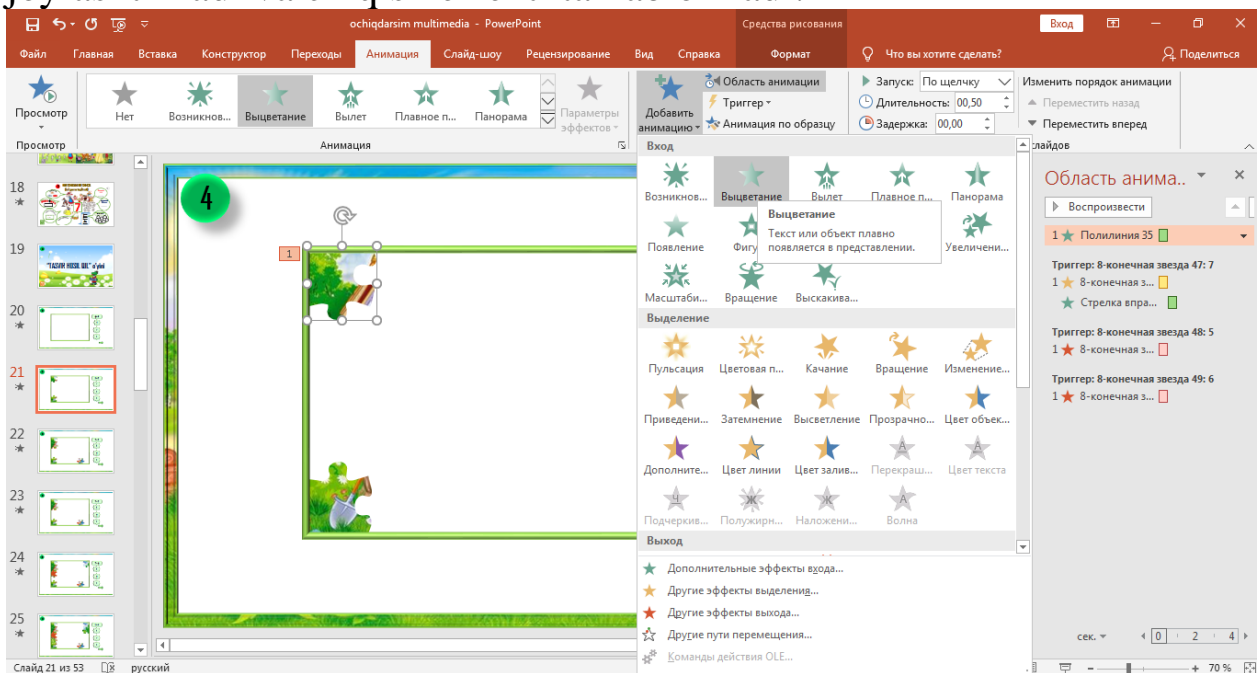 ochiqdarsim multimedia - PowerPoint
Средства рисования
Вход
Файл Главная Вставка Конструктор Переходы Анимация Слайд-шоу Рецензирование Вид Справка Формат Что вы хотите сделать? Поделиться
Просмотр
Нет Возникнов... Выцветание Вылет Плавное п... Панорама
Параметры эффектов
Добавить анимацию
Область анимации
Триггер
Анимация по образцу
Запуск: По щелчку
Длительность: 00,50
Задержка: 00,00
Изменить порядок анимации
Переместить назад
Переместить вперед
Просмотр
Анимация
слайдов
Вход
Возникнов... Выцветание Вылет Плавное п... Панорама
Появление Фигу Увеличени...
Выцветание
Текст или объект плавно
появляется в представлении.
Масштаби... Вращение Выскакива...
Выделение
Пульсация Цветовая п... Качание Вращение Изменение...
Приведени... Затемнение Высветление Прозрачно... Цвет объек...
Дополните... Цвет линии Цвет залив... Перекраш... Цвет текста
Подчеркив... Полужирн... Наложени... Волна
Выход
Дополнительные эффекты входа...
Другие эффекты выделения...
Другие эффекты выхода...
Другие пути перемещения...
Команды действия OLE...
Область анима..
Воспроизвести
1 Полилиния 35
Триггер: 8-конечная звезда 47: 7
1 8-конечная з...
Стрелка впра...
Триггер: 8-конечная звезда 48: 5
1 8-конечная з...
Триггер: 8-конечная звезда 49: 6
1 8-конечная з...
сек. 0 2 4
18
19
20
21
22
23
24
25
4
1
Слайд 21 из 53 русский
70 %